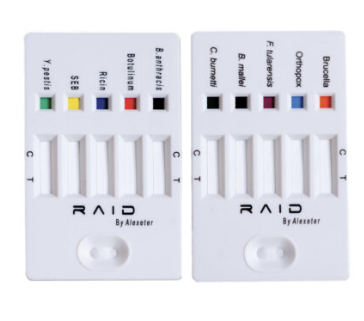 Y. pestis
SEB
Ricin
Botulinum
B. anthracis
C
T
C
T
RAID
By Alexeter
C. burnetti
B. mallei
F. tularensis
Orthopox
Brucella
C
T
C
T
RAID
By Alexeter